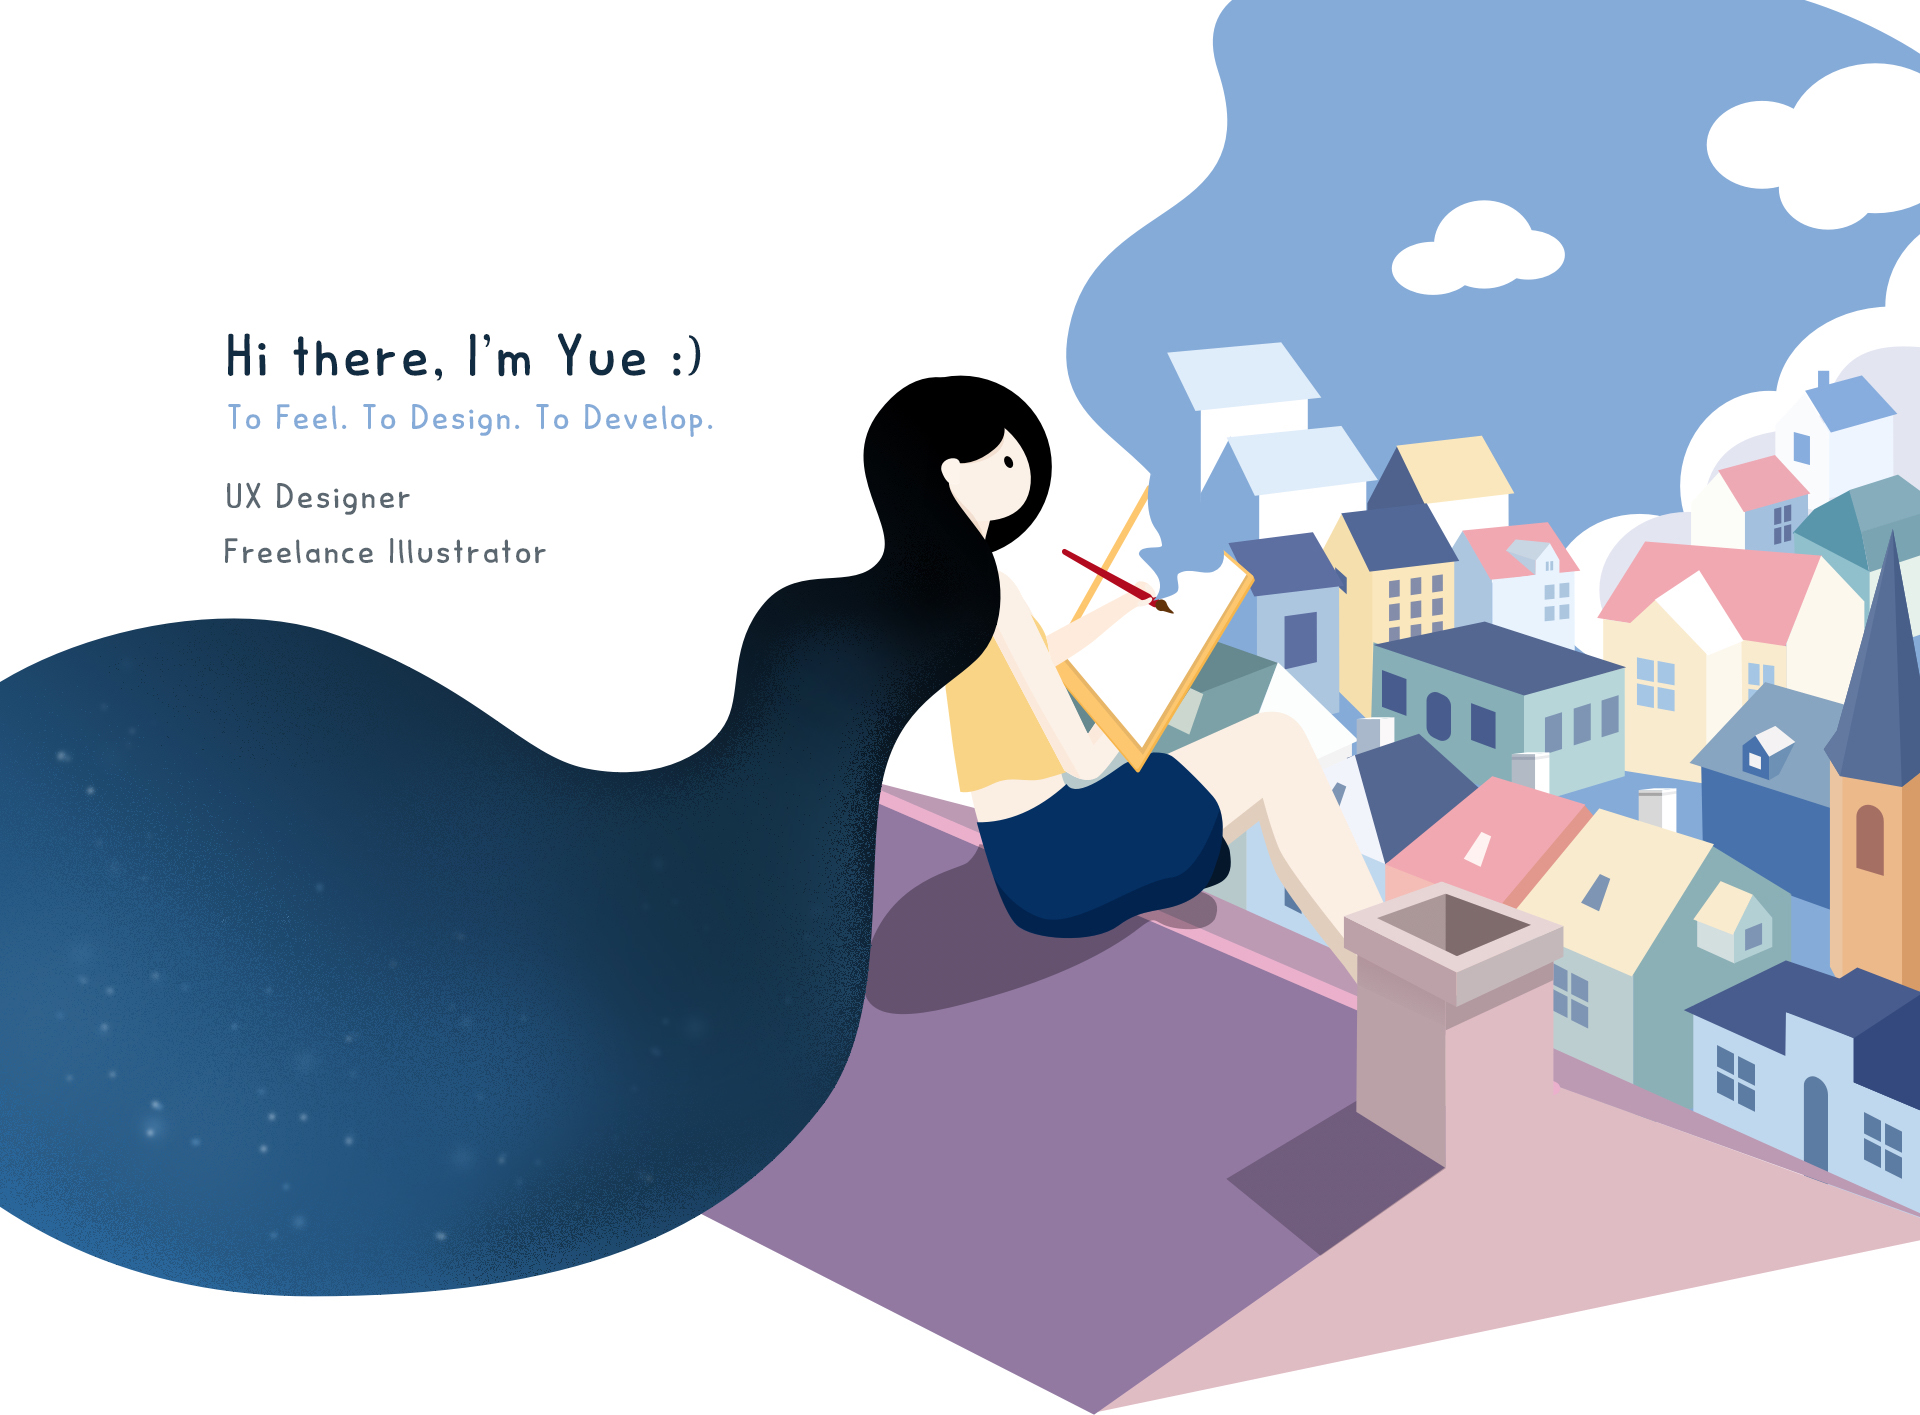 Hi there, I'm Yue :)
To Feel. To Design. To Develop.
UX Designer
Freelance Illustrator